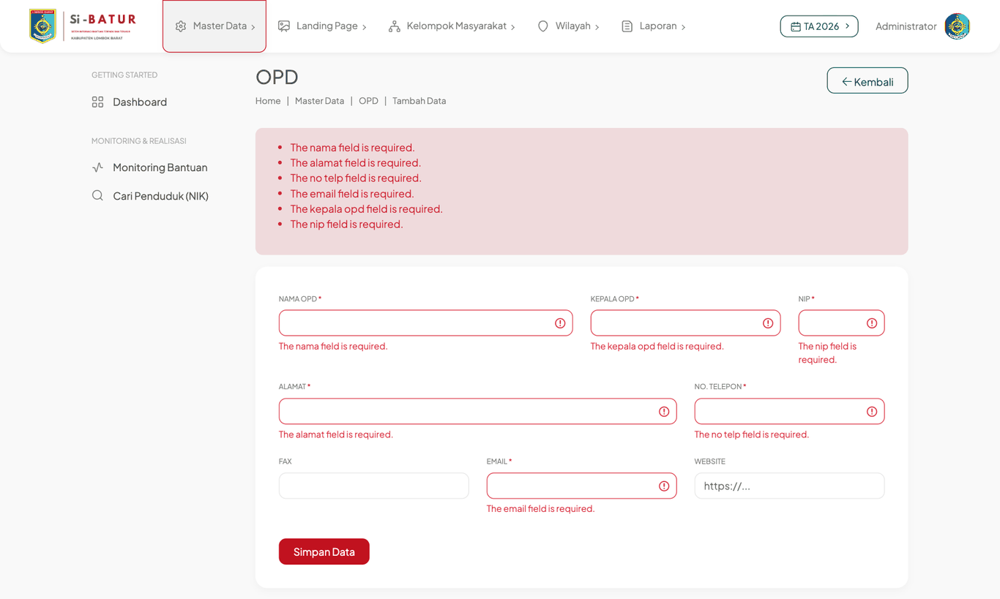 LOMBOK BARAT
Si-BATUR
KABUPATEN LOMBOK BARAT
Master Data
Landing Page
Kelompok Masyarakat
Wilayah
Laporan
TA 2026
Administrator
GETTING STARTED
Dashboard
MONITORING & REALISASI
Monitoring Bantuan
Cari Penduduk (NIK)
OPD
Kembali
Home | Master Data | OPD | Tambah Data
The nama field is required.
The alamat field is required.
The no telp field is required.
The email field is required.
The kepala opd field is required.
The nip field is required.
NAMA OPD *
KEPALA OPD *
NIP *
The nama field is required.
The kepala opd field is required.
The nip field is
required.
ALAMAT *
NO. TELEPON *
The alamat field is required.
The no telp field is required.
FAX
EMAIL *
WEBSITE
https://...
The email field is required.
Simpan Data